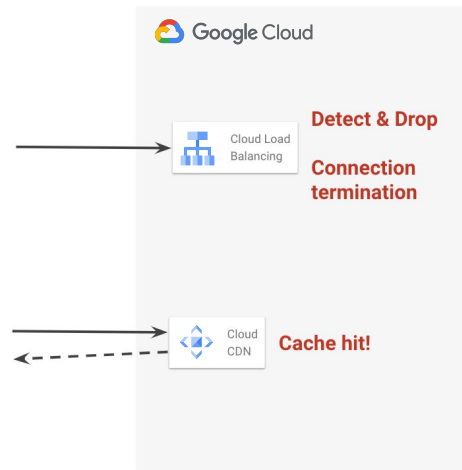 Google Cloud
Detect & Drop
Cloud Load
Balancing
Connection
termination
Cloud
CDN
Cache hit!